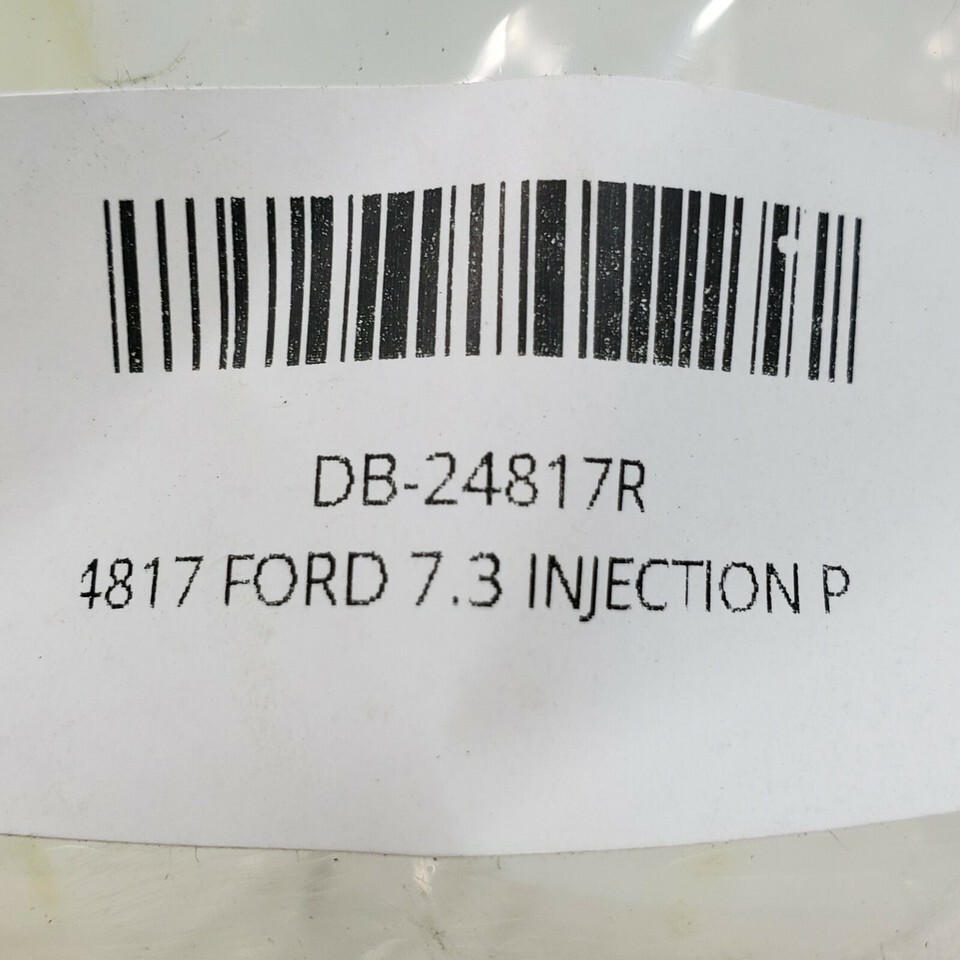 DB-24817R
4817 FORD 7.3 INJECTION P